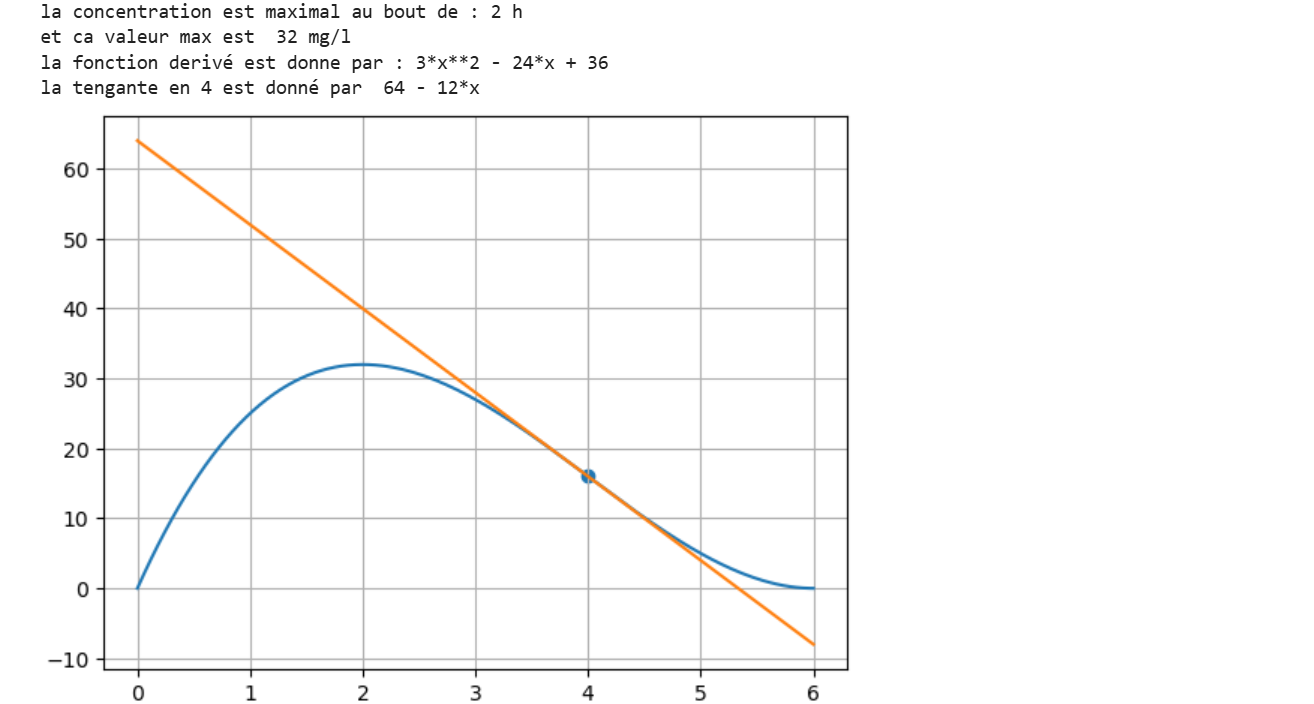 la concentration est maximal au bout de : 2 h
et ca valeur max est  32 mg/l
la fonction derivé est donne par : 3*x**2 - 24*x + 36
la tengante en 4 est donné par  64 - 12*x
60
50
40
30
20
10
0
−10
0 1 2 3 4 5 6